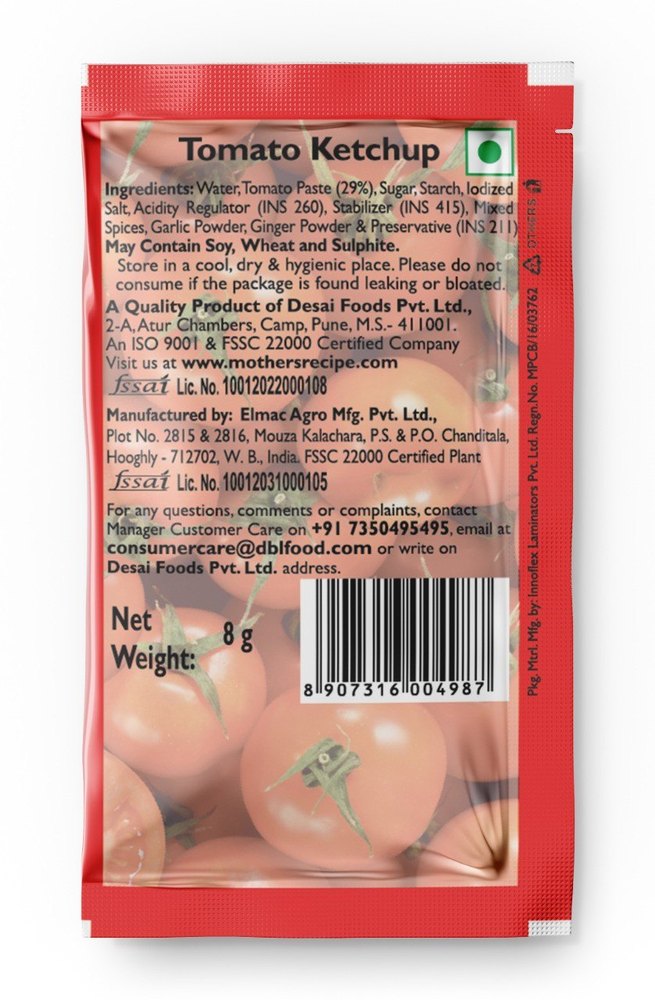 Tomato Ketchup
Ingredients: Water, Tomato Paste (29%), Sugar, Starch, Iodized
Salt, Acidity Regulator (INS 260), Stabilizer (INS 415), Mixed
Spices, Garlic Powder, Ginger Powder & Preservative (INS 211)
May Contain Soy, Wheat and Sulphite.
Store in a cool, dry & hygienic place. Please do not
consume if the package is found leaking or bloated.
A Quality Product of Desai Foods Pvt. Ltd.,
2-A, Atur Chambers, Camp, Pune, M.S.- 411001.
An ISO 9001 & FSSC 22000 Certified Company
Visit us at www.mothersrecipe.com
fssai Lic. No. 10012022000108
Manufactured by: Elmac Agro Mfg. Pvt. Ltd.,
Plot No. 2815 & 2816, Mouza Kalachara, P.S. & P.O. Chanditala,
Hooghly - 712702, W. B., India. FSSC 22000 Certified Plant
fssai Lic. No. 10012031000105
For any questions, comments or complaints, contact
Manager Customer Care on +91 7350495495, email at
consumercare@dblfood.com or write on
Desai Foods Pvt. Ltd. address.
Net
Weight:
8 g
8 907316 004987
Pkg. Mtrl. Mfg. by: Innoflex Laminators Pvt. Ltd. Regn.No. MPCB/16/03762
7 OTHERS